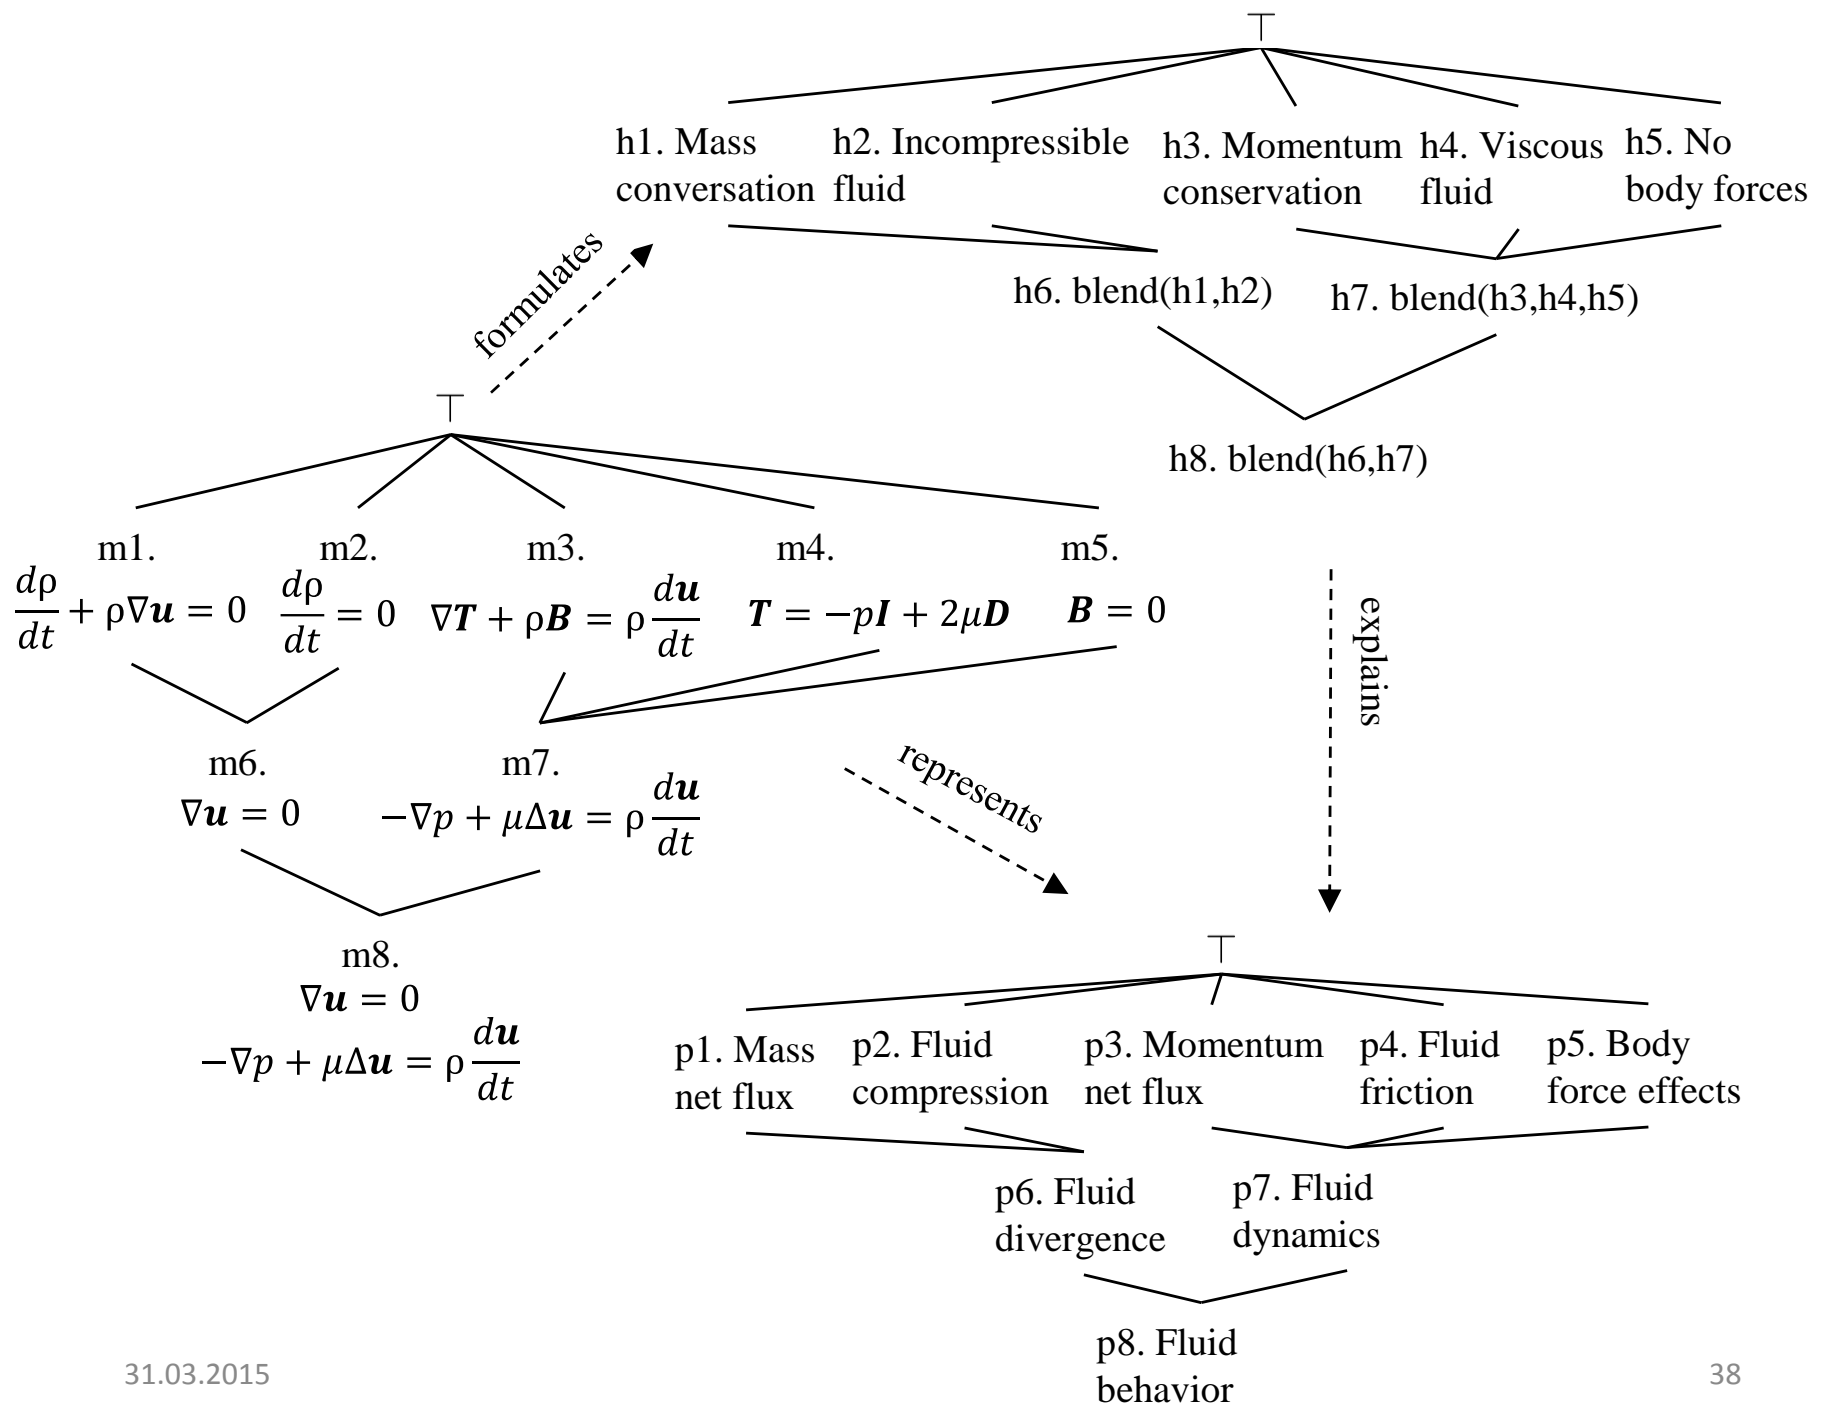 ⊤
h1. Mass
conversation
h2. Incompressible
fluid
h3. Momentum
conservation
h4. Viscous
fluid
h5. No
body forces
formulates
h6. blend(h1,h2)
h7. blend(h3,h4,h5)
h8. blend(h6,h7)
⊤
m1.
dρ/dt + ρ∇u = 0
m2.
dρ/dt = 0
m3.
∇T + ρB = ρ du/dt
m4.
T = −pI + 2μD
m5.
B = 0
explains
m6.
∇u = 0
m7.
−∇p + μΔu = ρ du/dt
represents
m8.
∇u = 0
−∇p + μΔu = ρ du/dt
⊤
p1. Mass
net flux
p2. Fluid
compression
p3. Momentum
net flux
p4. Fluid
friction
p5. Body
force effects
p6. Fluid
divergence
p7. Fluid
dynamics
p8. Fluid
behavior
31.03.2015
38